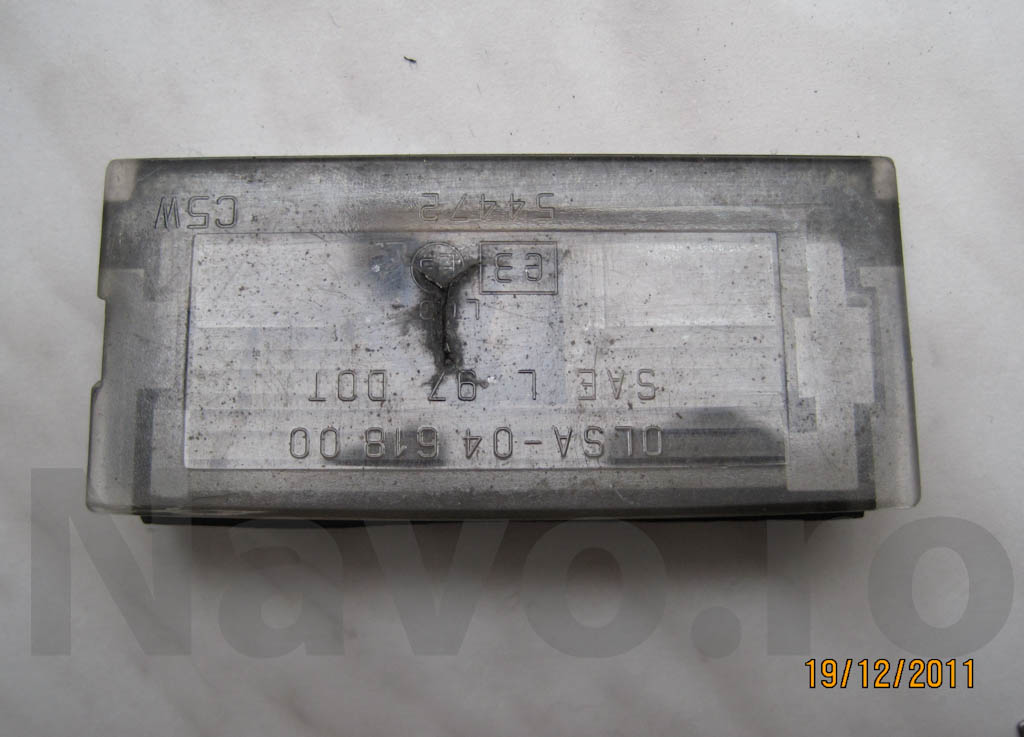 OLSA-04 618 00
SAE L 97 DOT
e3
54472 C5W
Navo.ro
19/12/2011